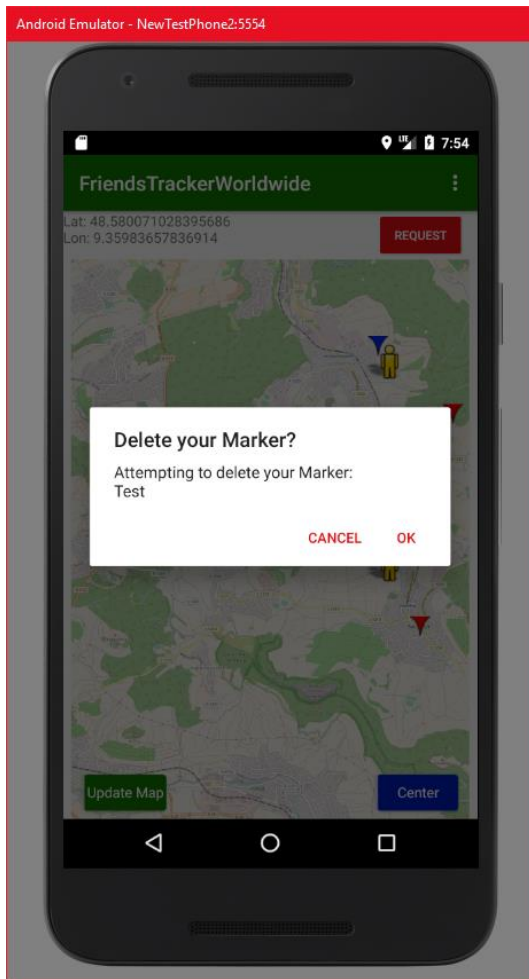 Android Emulator - NewTestPhone2:5554
LTE 7:54
FriendsTrackerWorldwide
Lat: 48.580071028395686
Lon: 9.35983657836914
REQUEST
Delete your Marker?
Attempting to delete your Marker:
Test
CANCEL OK
Update Map Center